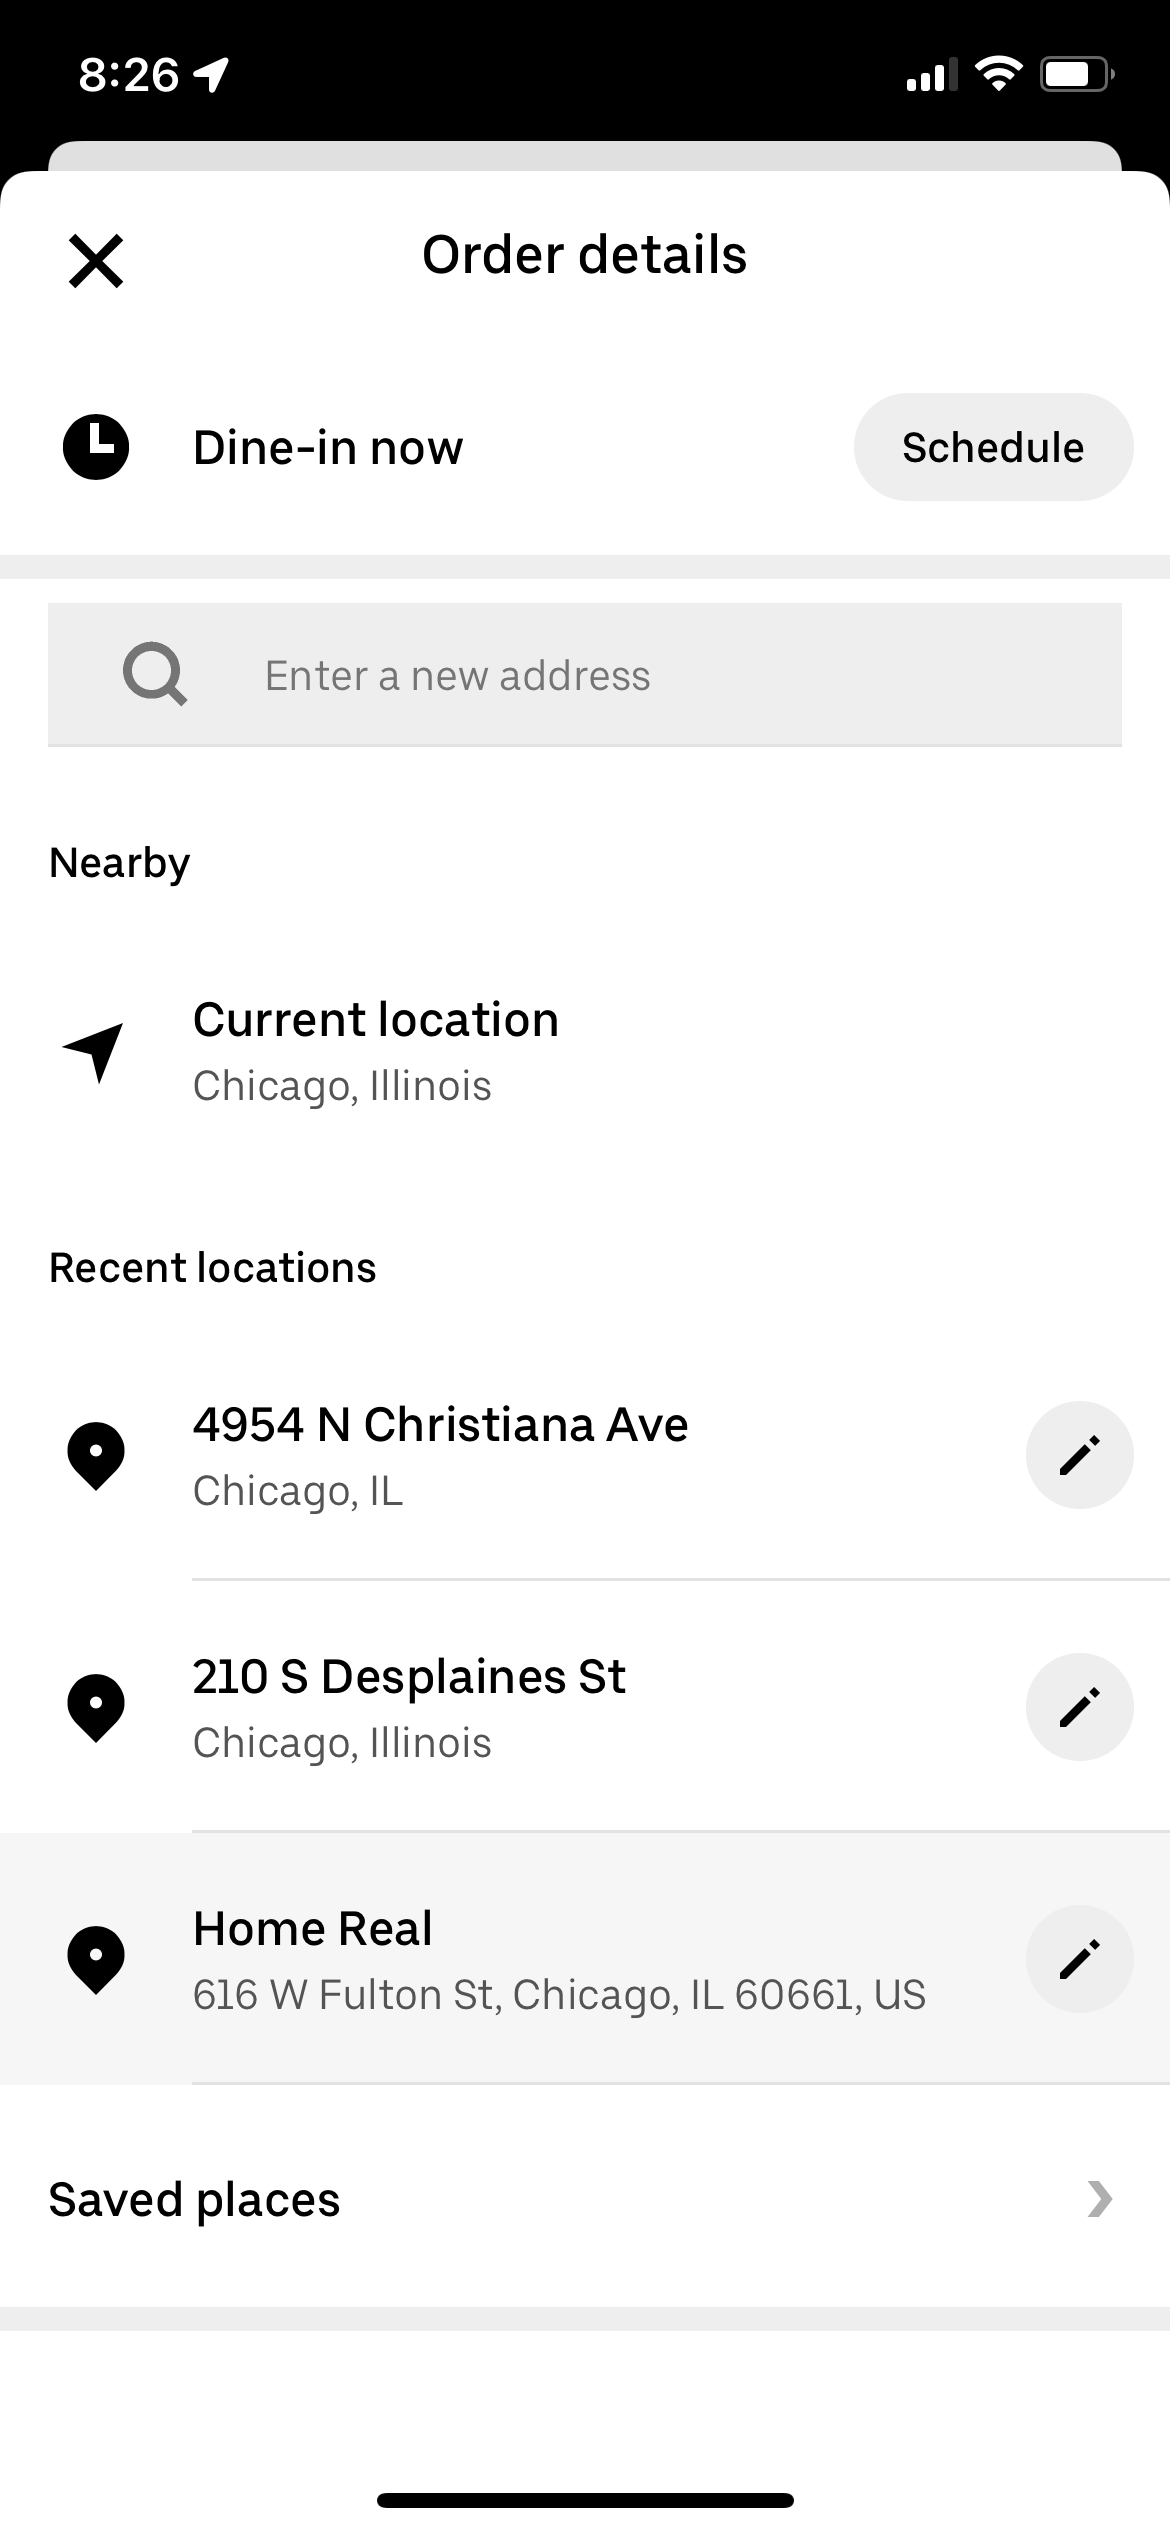 8:26
Order details
Dine-in now
Schedule
Enter a new address
Nearby
Current location
Chicago, Illinois
Recent locations
4954 N Christiana Ave
Chicago, IL
210 S Desplaines St
Chicago, Illinois
Home Real
616 W Fulton St, Chicago, IL 60661, US
Saved places